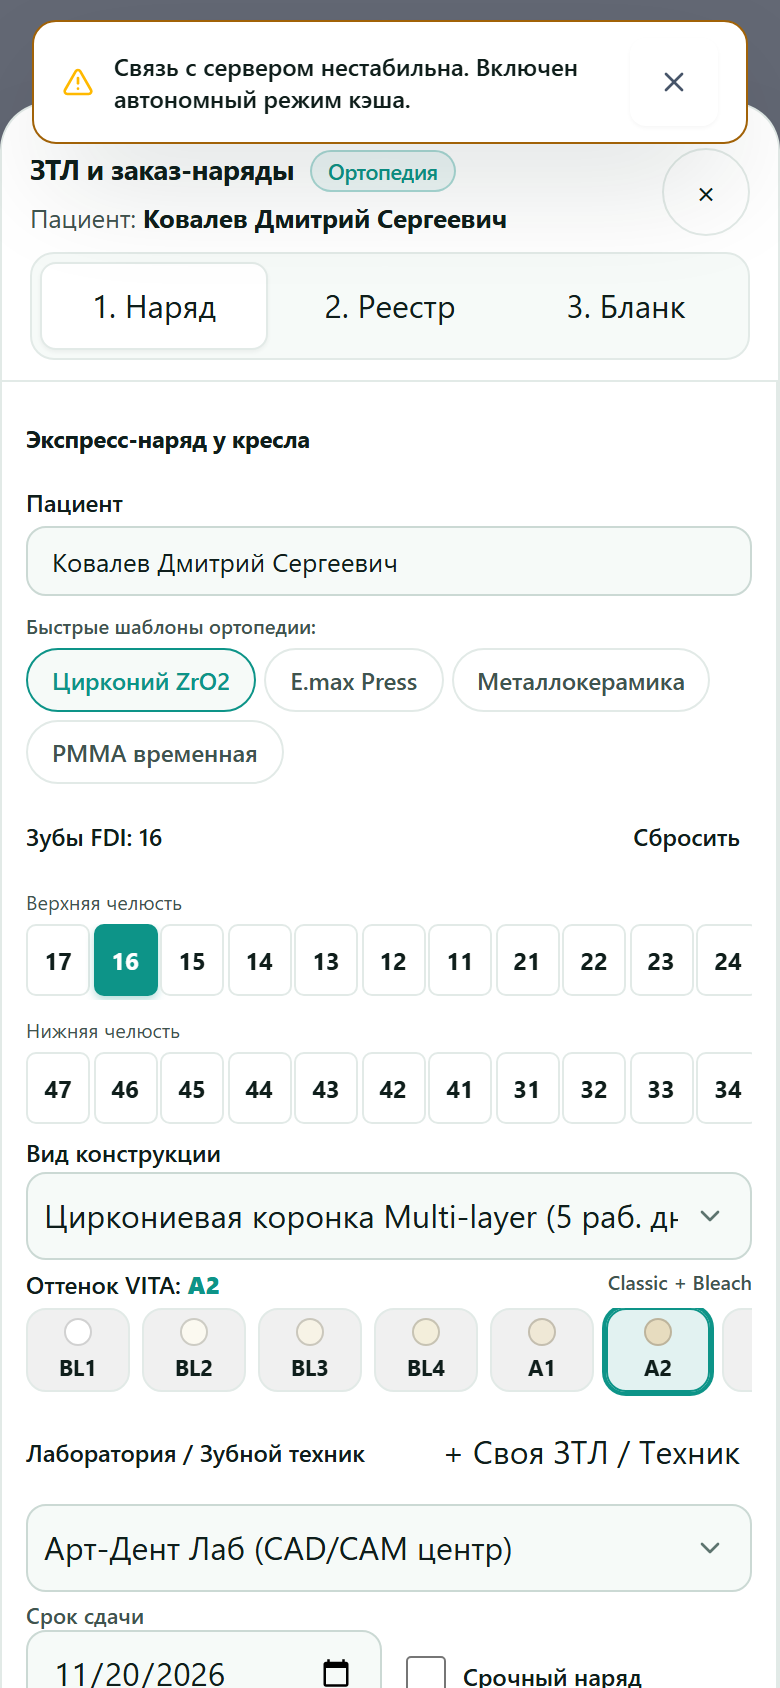 Связь с сервером нестабильна. Включен
автономный режим кэша.
ЗТЛ и заказ-наряды
Ортопедия
Пациент: Ковалев Дмитрий Сергеевич
1. Наряд
2. Реестр
3. Бланк
Экспресс-наряд у кресла
Пациент
Ковалев Дмитрий Сергеевич
Быстрые шаблоны ортопедии:
Цирконий ZrO2
E.max Press
Металлокерамика
PMMA временная
Зубы FDI: 16
Сбросить
Верхняя челюсть
17 16 15 14 13 12 11 21 22 23 24
Нижняя челюсть
47 46 45 44 43 42 41 31 32 33 34
Вид конструкции
Циркониевая коронка Multi-layer (5 раб. дн
Оттенок VITA: A2
Classic + Bleach
BL1 BL2 BL3 BL4 A1 A2
Лаборатория / Зубной техник
+ Своя ЗТЛ / Техник
Арт-Дент Лаб (CAD/CAM центр)
Срок сдачи
11/20/2026
Срочный наряд